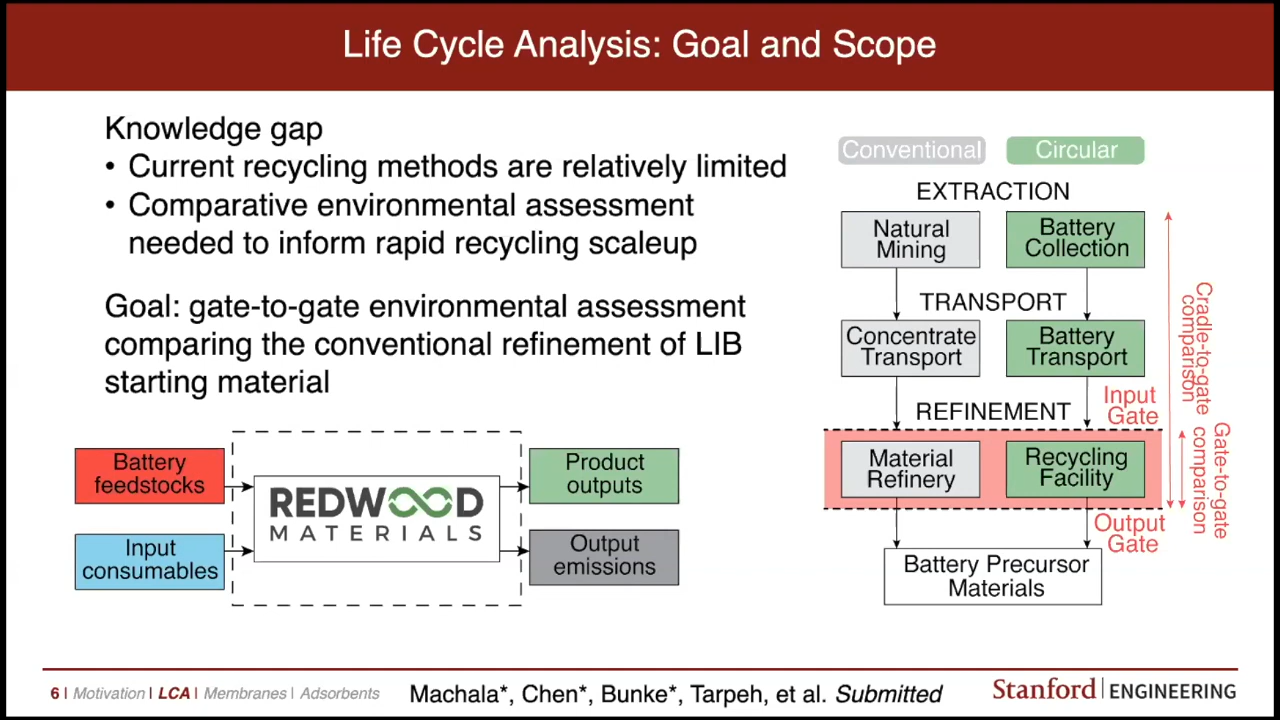 Life Cycle Analysis: Goal and Scope
Knowledge gap
• Current recycling methods are relatively limited
• Comparative environmental assessment
needed to inform rapid recycling scaleup
Goal: gate-to-gate environmental assessment
comparing the conventional refinement of LIB
starting material
Battery
feedstocks
Input
consumables
REDWOOD
MATERIALS
Product
outputs
Output
emissions
Conventional
Circular
EXTRACTION
Natural
Mining
Battery
Collection
TRANSPORT
Concentrate
Transport
Battery
Transport
Input
Gate
REFINEMENT
Material
Refinery
Recycling
Facility
Output
Gate
Battery Precursor
Materials
Cradle-to-gate
comparison
Gate-to-gate
comparison
6 | Motivation | LCA | Membranes | Adsorbents
Machala*, Chen*, Bunke*, Tarpeh, et al. Submitted
Stanford | ENGINEERING